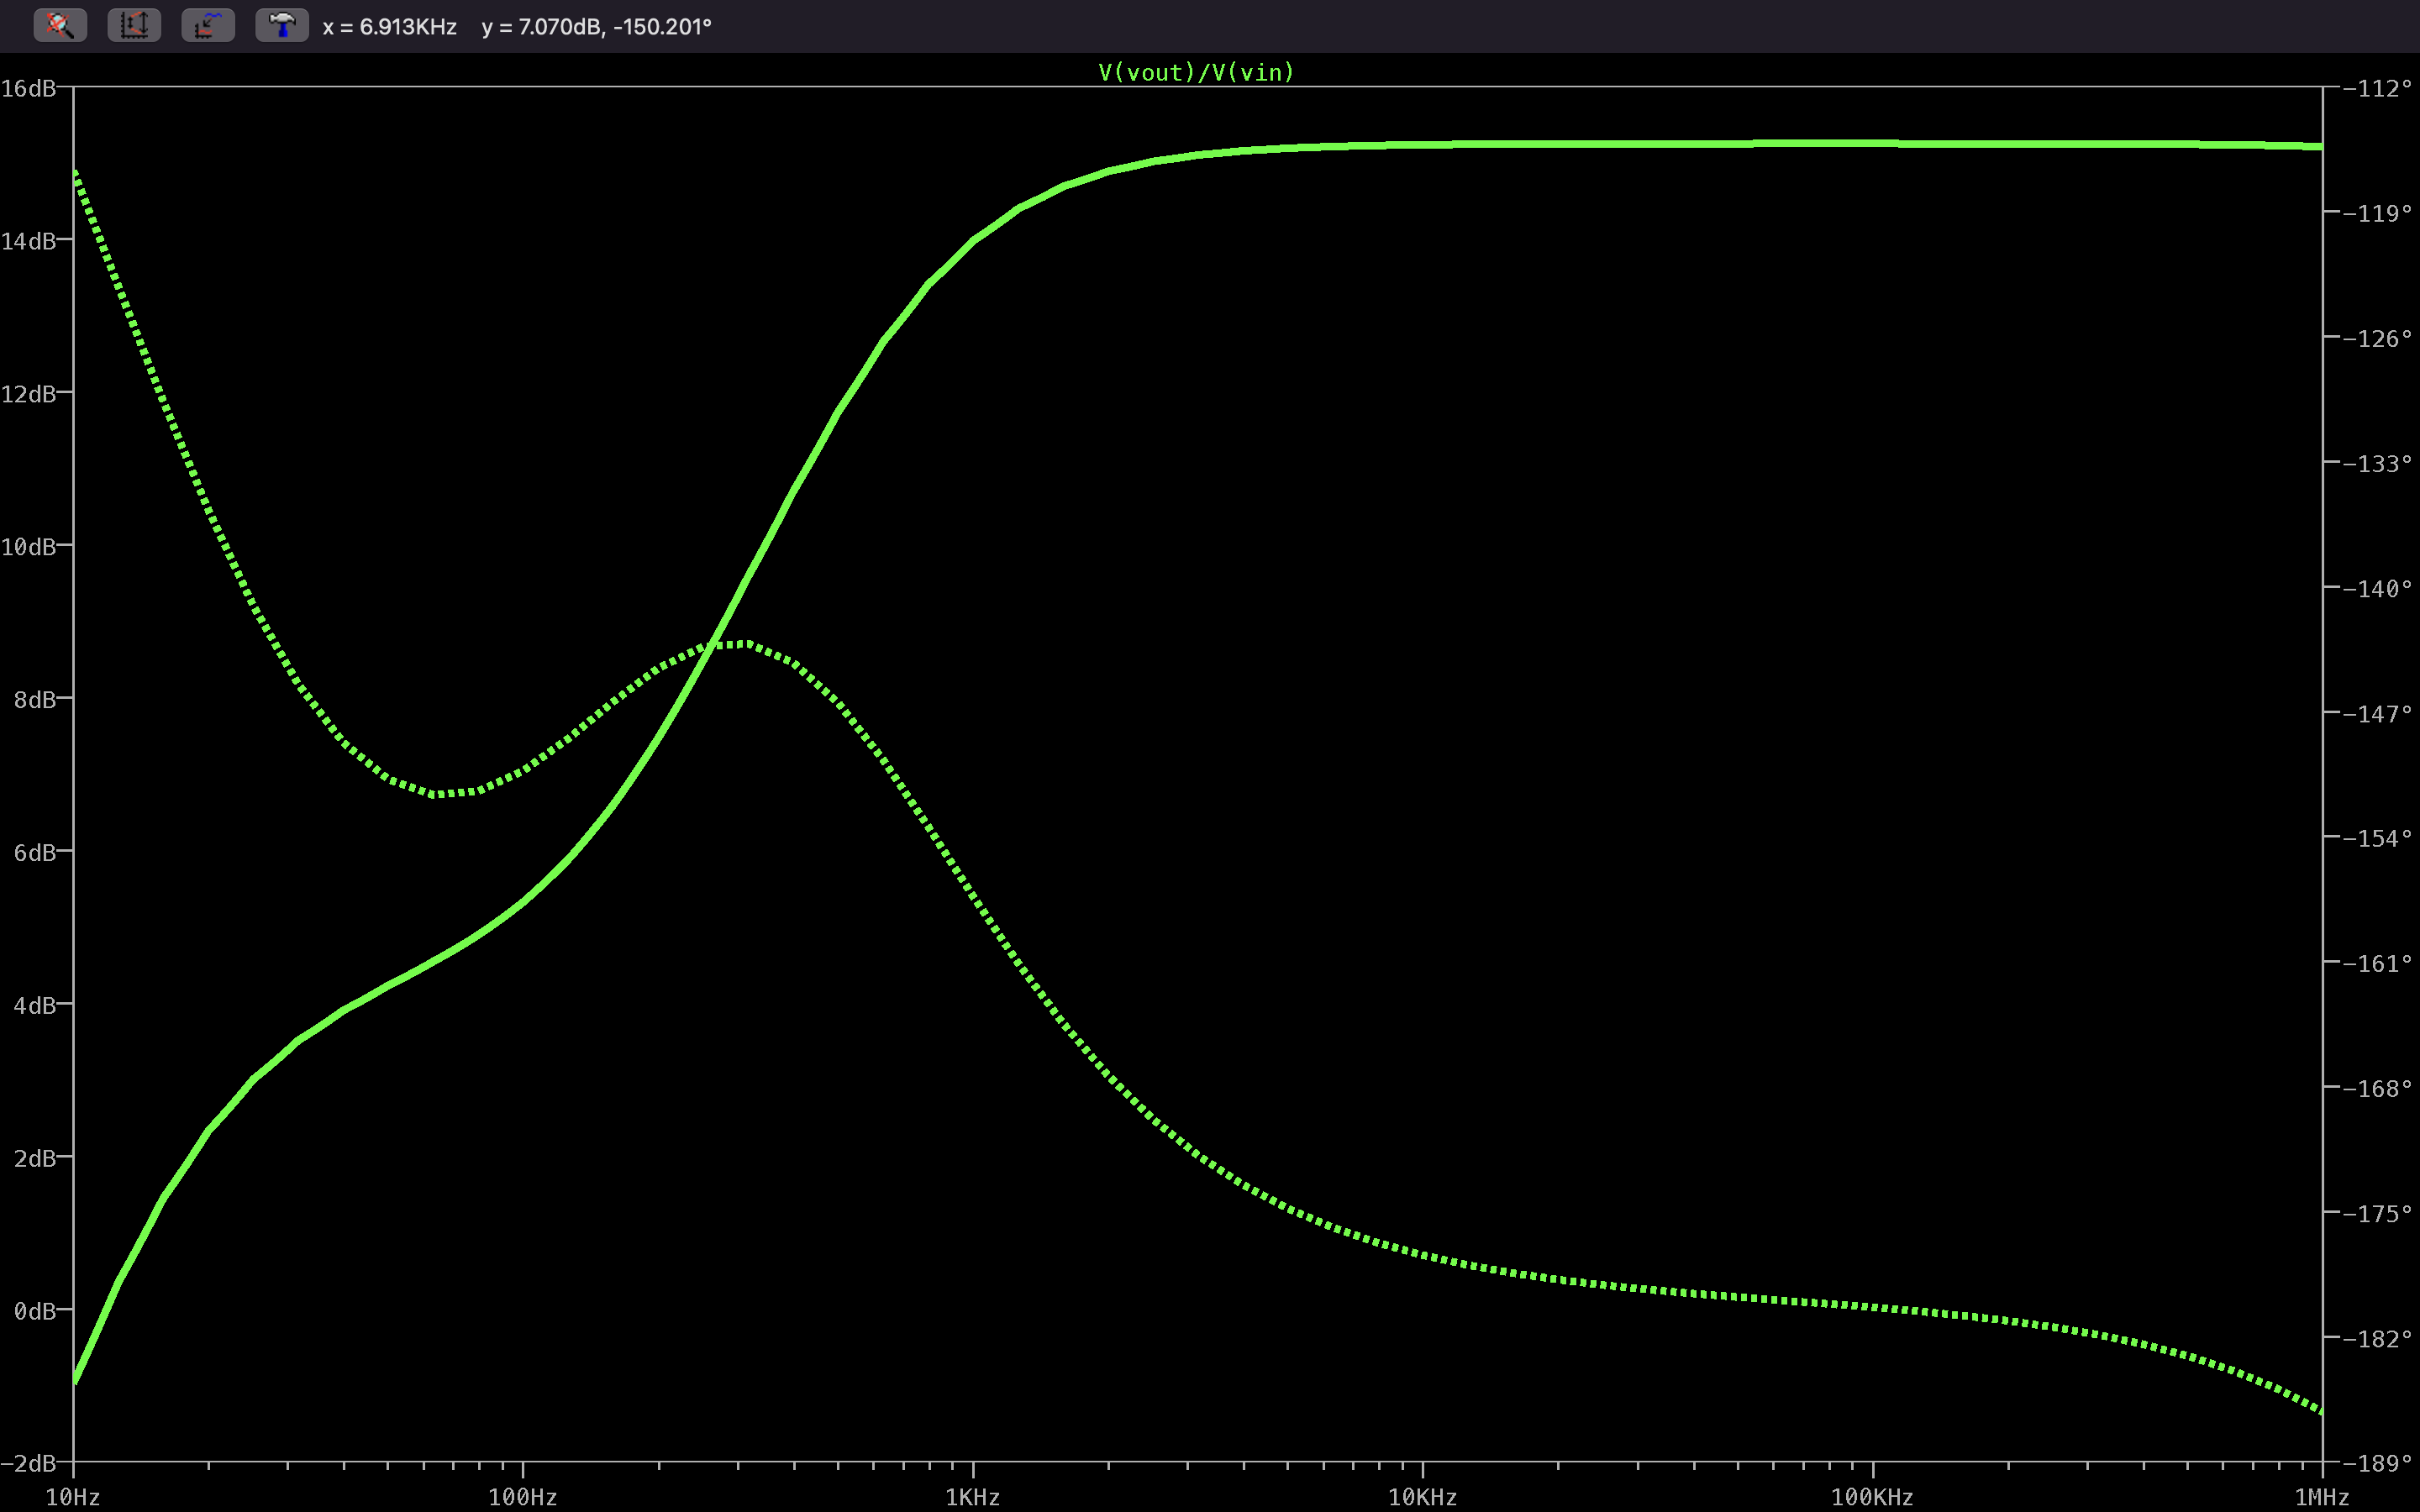 x = 6.913KHz y = 7.070dB, -150.201°
V(vout)/V(vin)
16dB
14dB
12dB
10dB
8dB
6dB
4dB
2dB
0dB
-2dB
-112°
-119°
-126°
-133°
-140°
-147°
-154°
-161°
-168°
-175°
-182°
-189°
10Hz 100Hz 1KHz 10KHz 100KHz 1MHz